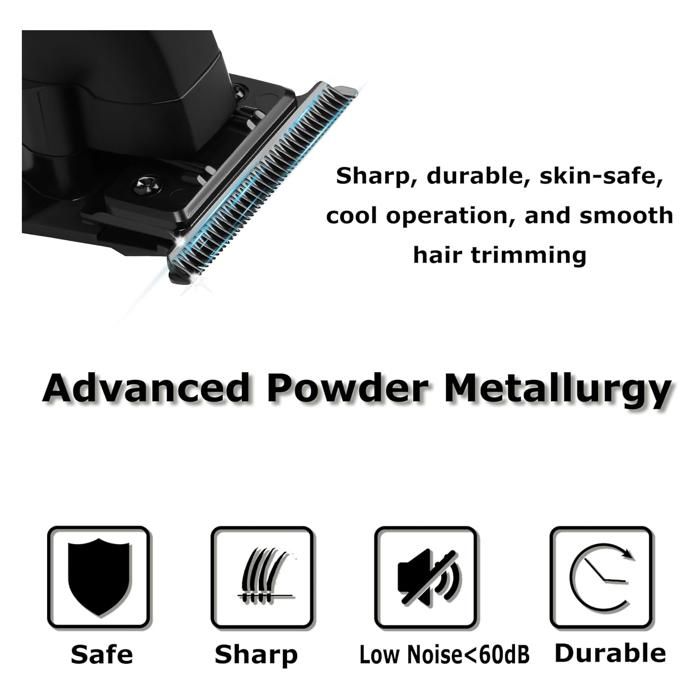 Sharp, durable, skin-safe,
cool operation, and smooth
hair trimming
Advanced Powder Metallurgy
Safe
Sharp
Low Noise<60dB
Durable